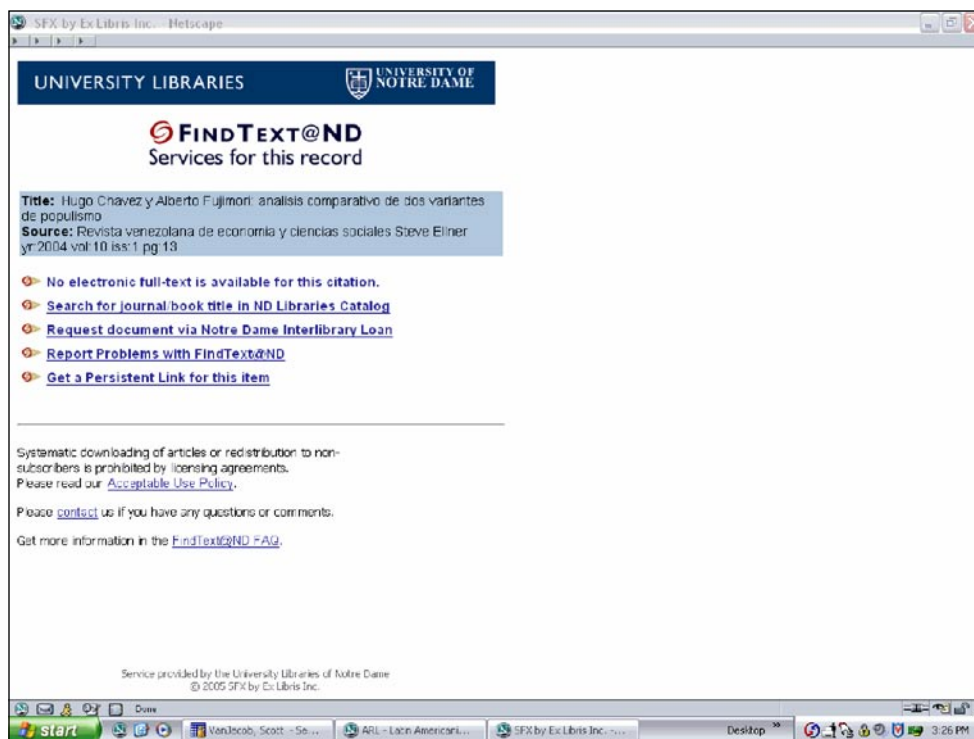 SFX by Ex Libris Inc. - Netscape
UNIVERSITY LIBRARIES
UNIVERSITY OF
NOTRE DAME
FINDTEXT@ND
Services for this record
Title: Hugo Chavez y Alberto Fujimori: analisis comparativo de dos variantes
de populismo
Source: Revista venezolana de economia y ciencias sociales Steve Ellner
yr:2004 vol:10 iss:1 pg:13
No electronic full-text is available for this citation.
Search for journal/book title in ND Libraries Catalog
Request document via Notre Dame Interlibrary Loan
Report Problems with FindText@ND
Get a Persistent Link for this item
Systematic downloading of articles or redistribution to non-
subscribers is prohibited by licensing agreements.
Please read our Acceptable Use Policy.
Please contact us if you have any questions or comments.
Get more information in the FindText@ND FAQ.
Service provided by the University Libraries of Notre Dame
© 2005 SFX by Ex Libris Inc.
Done
start
VanJacob, Scott - Se...
ARL - Latin Americari...
SFX by Ex Libris Inc. -...
Desktop »
3:26 PM